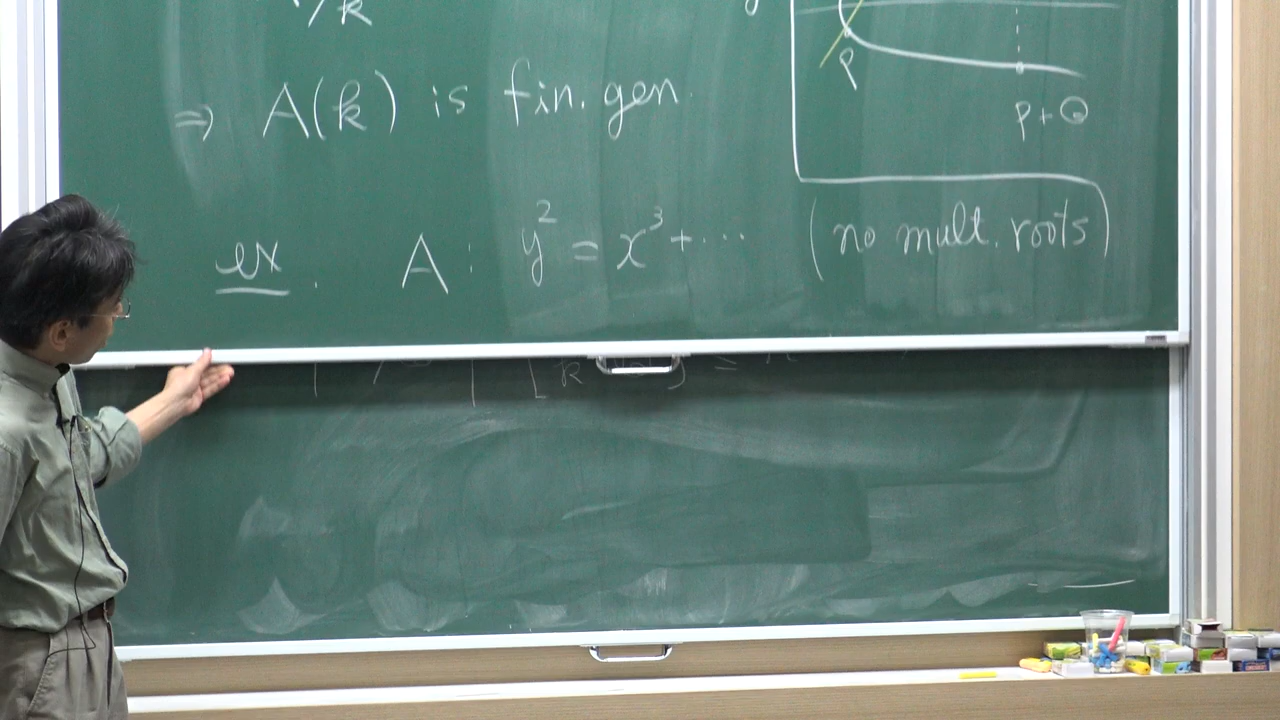 /k
⇒ A(k) is fin. gen.
P
P+Q
ex. A : y² = x³ + ⋯ (no mult. roots)